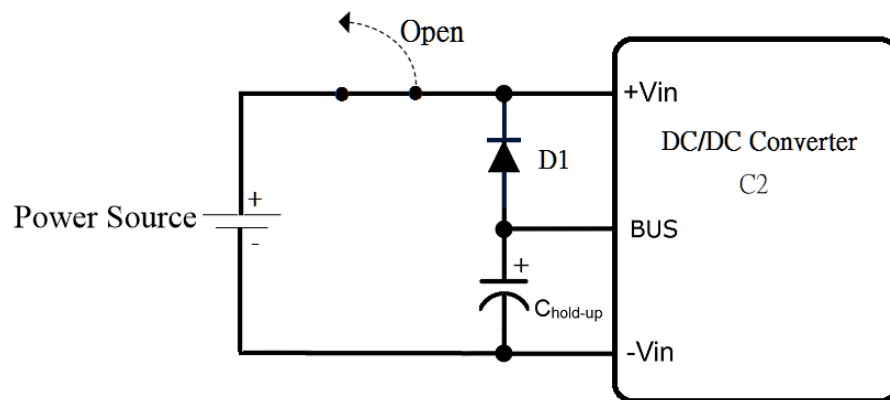 Open
+Vin
DC/DC Converter
C2
D1
+
Power Source
-
BUS
+
Chold-up
-Vin